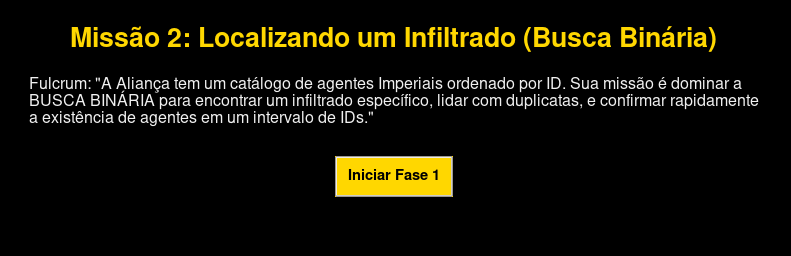 Missão 2: Localizando um Infiltrado (Busca Binária)
Fulcrum: "A Aliança tem um catálogo de agentes Imperiais ordenado por ID. Sua missão é dominar a
BUSCA BINÁRIA para encontrar um infiltrado específico, lidar com duplicatas, e confirmar rapidamente
a existência de agentes em um intervalo de IDs."
Iniciar Fase 1